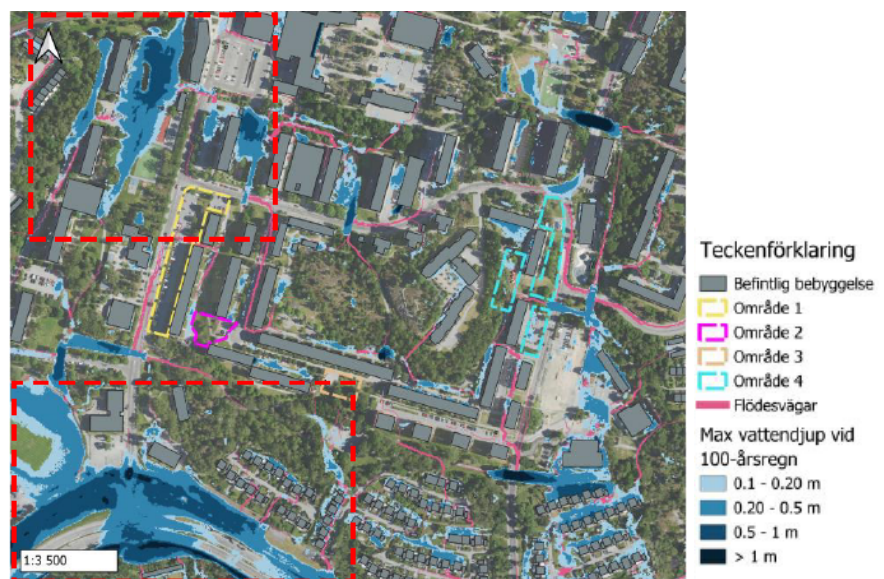 Teckenförklaring
Befintlig bebyggelse
Område 1
Område 2
Område 3
Område 4
Flödesvägar
Max vattendjup vid
100-årsregn
0.1 - 0.20 m
0.20 - 0.5 m
0.5 - 1 m
> 1 m
1:3 500